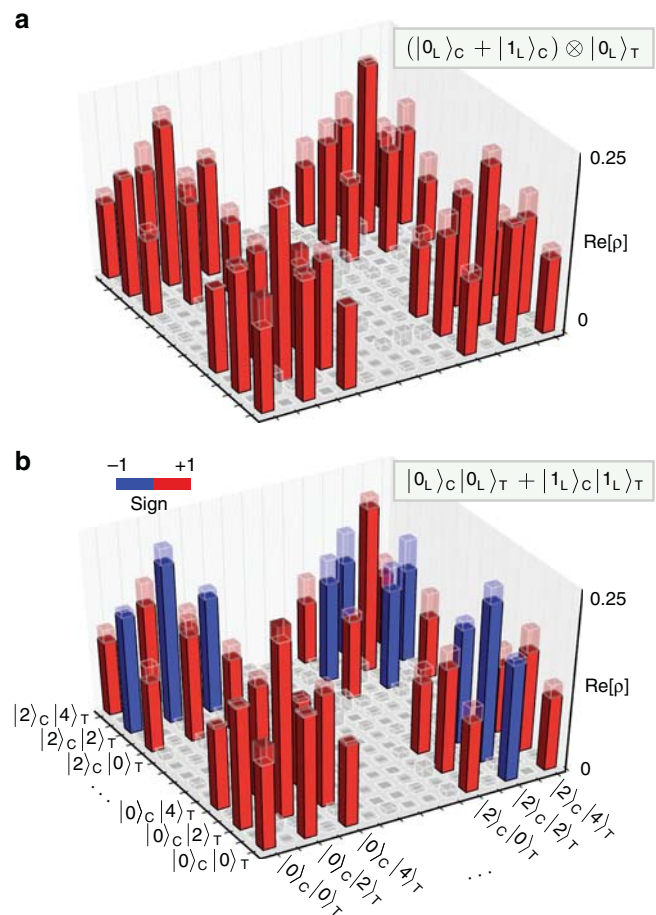 a
(|0L⟩C + |1L⟩C) ⊗ |0L⟩T
0.25
Re[ρ]
0
b
−1 +1
Sign
|0L⟩C|0L⟩T + |1L⟩C|1L⟩T
0.25
Re[ρ]
0
|2⟩C|4⟩T
|2⟩C|2⟩T
|2⟩C|0⟩T
...
|0⟩C|4⟩T
|0⟩C|2⟩T
|0⟩C|0⟩T
|0⟩C|0⟩T
|0⟩C|2⟩T
|0⟩C|4⟩T
...
|2⟩C|0⟩T
|2⟩C|2⟩T
|2⟩C|4⟩T